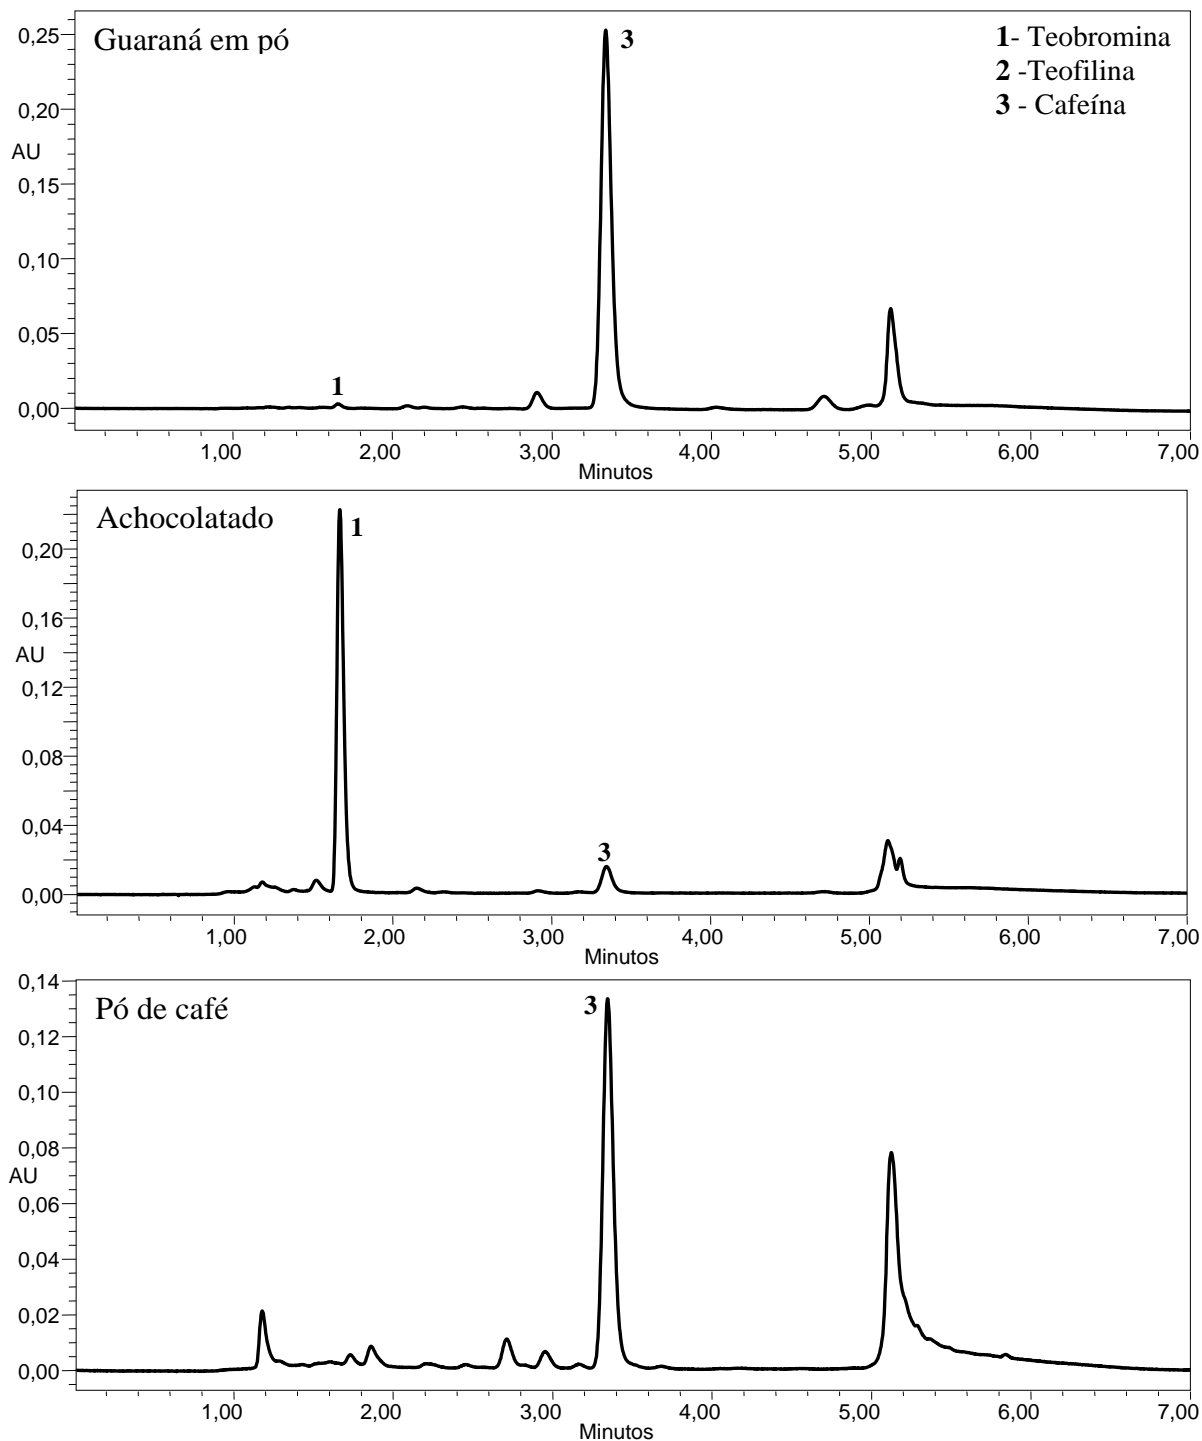 Guaraná em pó
3
1- Teobromina
2 -Teofilina
3 - Cafeína
0,25
0,20
AU
0,15
0,10
0,05
1
0,00
1,00 2,00 3,00 4,00 5,00 6,00 7,00
Minutos
Achocolatado
1
0,20
0,16
AU
0,12
0,08
0,04
3
0,00
1,00 2,00 3,00 4,00 5,00 6,00 7,00
Minutos
0,14
Pó de café
3
0,12
0,10
0,08
AU
0,06
0,04
0,02
0,00
1,00 2,00 3,00 4,00 5,00 6,00 7,00
Minutos